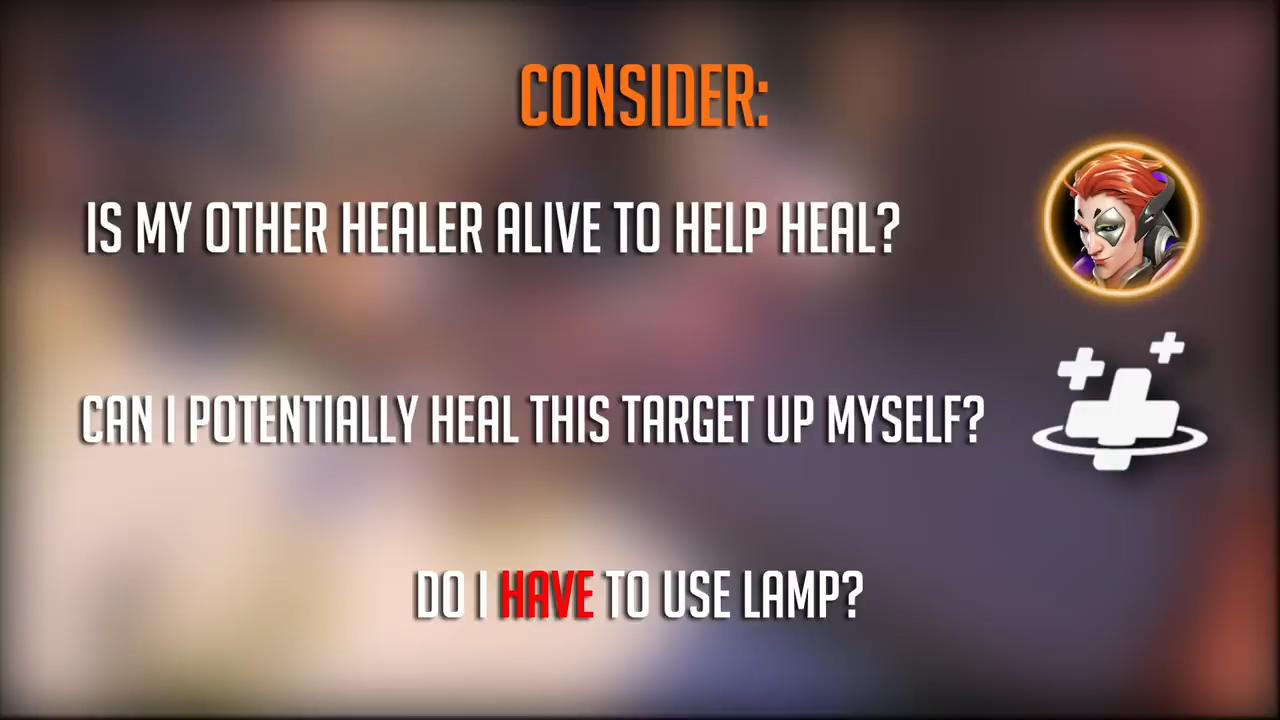 CONSIDER:
IS MY OTHER HEALER ALIVE TO HELP HEAL?
CAN I POTENTIALLY HEAL THIS TARGET UP MYSELF?
DO I HAVE TO USE LAMP?